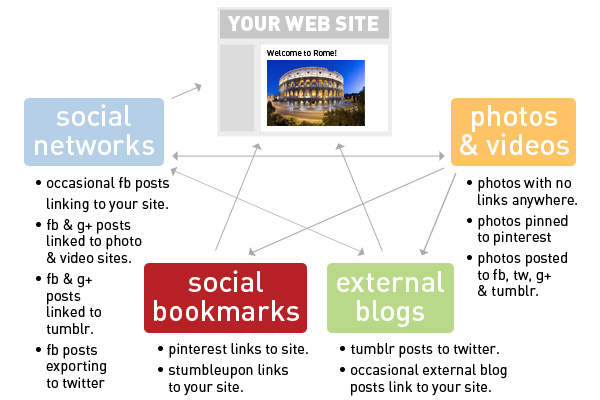 YOUR WEB SITE
Welcome to Rome!
social
networks
• occasional fb posts
linking to your site.
• fb & g+ posts
linked to photo
& video sites.
• fb & g+
posts
linked to
tumblr.
• fb posts
exporting
to twitter
photos
& videos
• photos with no
links anywhere.
• photos pinned
to pinterest
• photos posted
to fb, tw, g+
& tumblr.
social
bookmarks
• pinterest links to site.
• stumbleupon links
to your site.
external
blogs
• tumblr posts to twitter.
• occasional external blog
posts link to your site.